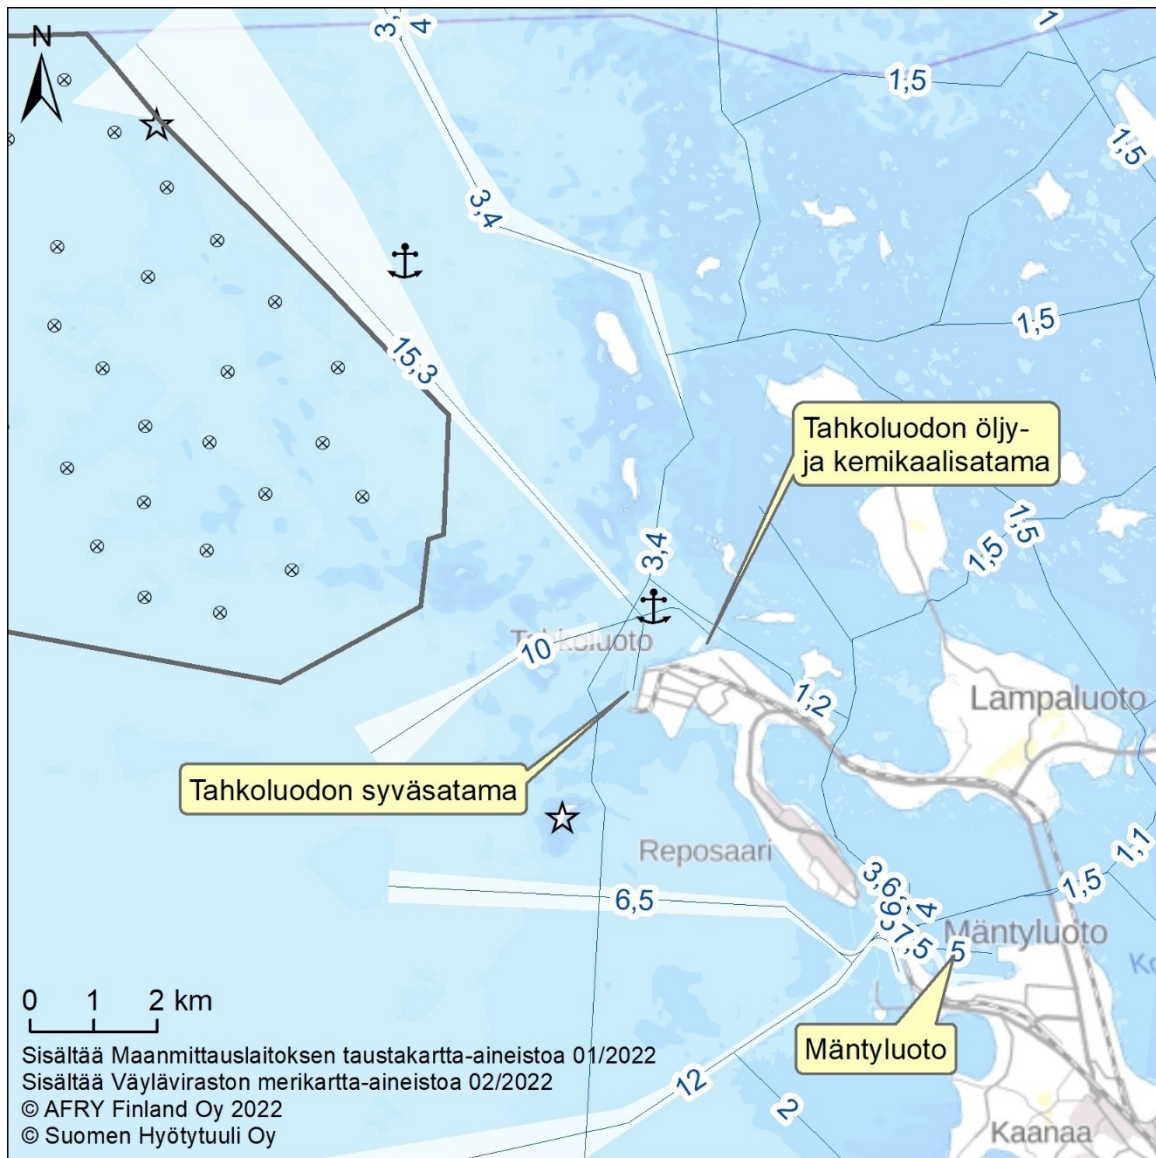 N
3,
4
1
1,5
1,5
3,4
1,5
15,3
Tahkoluodon öljy-
ja kemikaalisatama
1,5
1,5
3,4
Tahkoluoto
10
1,2
Lampaluoto
Tahkoluodon syväsatama
Reposaari
1,1
3,6
1,5
6,5
4
9
7,5
5
Mäntyluoto
Mäntyluoto
12
2
Kaanaa
0 1 2 km
Sisältää Maanmittauslaitoksen taustakartta-aineistoa 01/2022
Sisältää Väyläviraston merikartta-aineistoa 02/2022
© AFRY Finland Oy 2022
© Suomen Hyötytuuli Oy